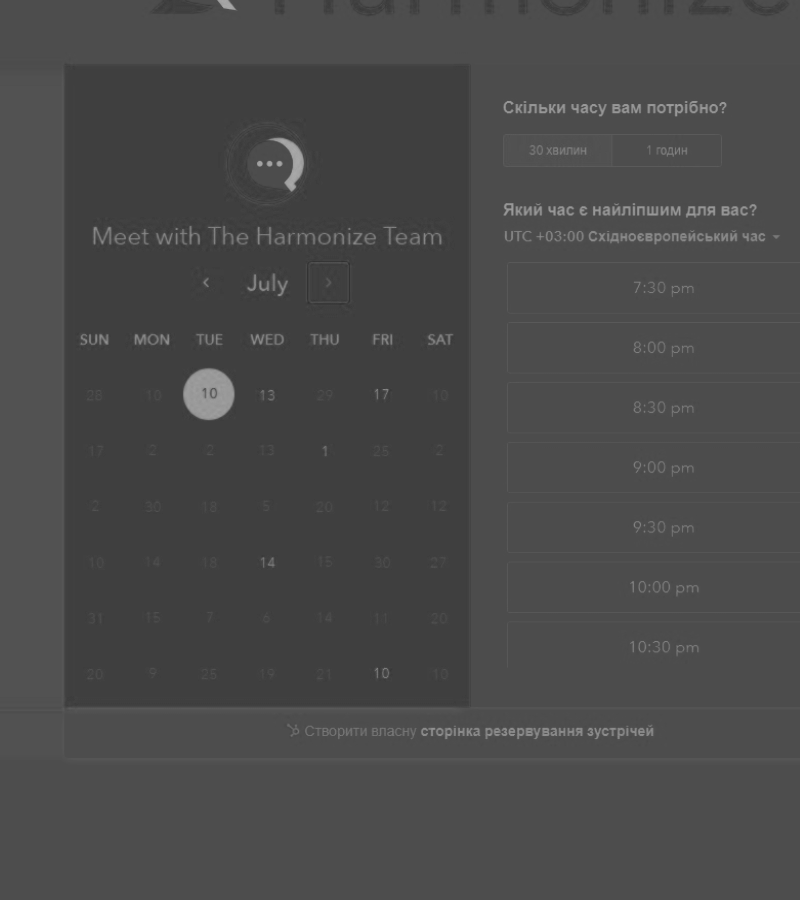 Harmonize
Meet with The Harmonize Team
July
SUN MON TUE WED THU FRI SAT
28 10 10 13 29 17 10
17 2 2 13 1 25 2
2 30 18 5 20 12 12
10 14 18 14 15 30 27
31 15 7 6 14 11 20
20 9 25 19 21 10 10
Скільки часу вам потрібно?
30 хвилин 1 годин
Який час є найліпшим для вас?
UTC +03:00 Східноєвропейський час
7:30 pm
8:00 pm
8:30 pm
9:00 pm
9:30 pm
10:00 pm
10:30 pm
Створити власну сторінка резервування зустрічей